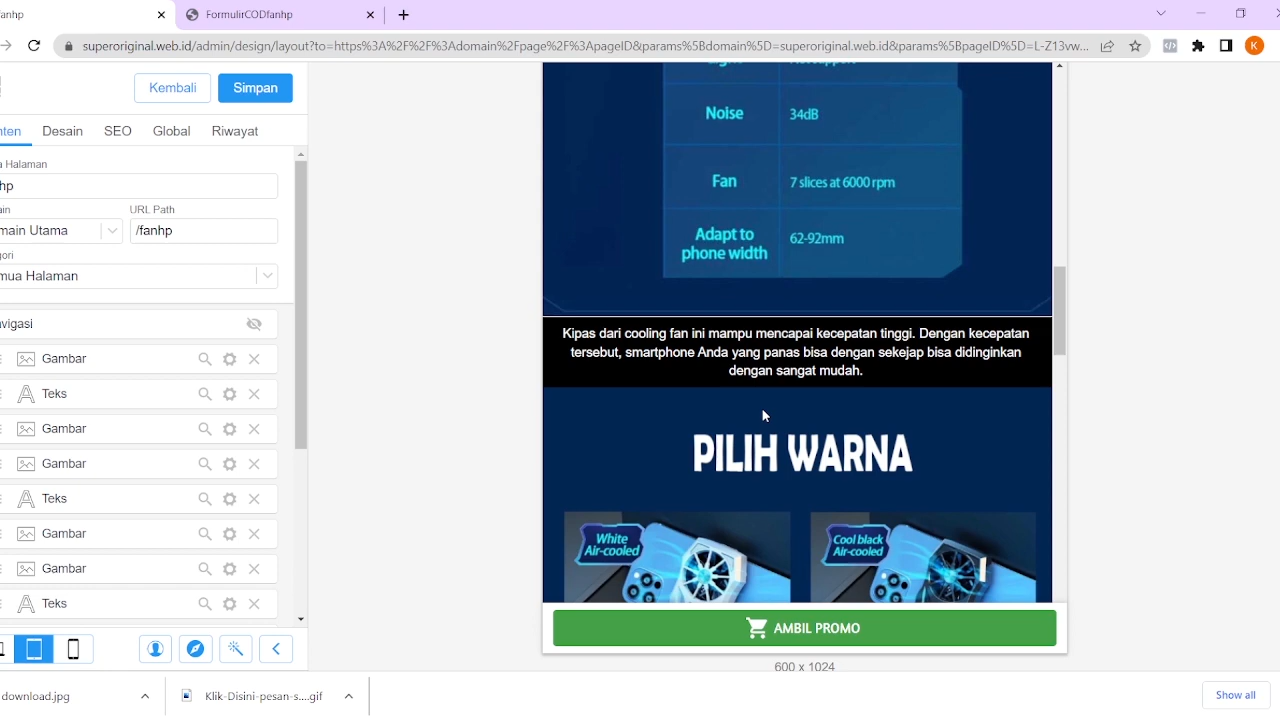 anhp
FormulirCODfanhp
superoriginal.web.id/admin/design/layout?to=https%3A%2F%2F%3Adomain%2Fpage%2F%3ApageID&params%5Bdomain%5D=superoriginal.web.id&params%5BpageID%5D=L-Z13vw...
K
Kembali
Simpan
nten
Desain
SEO
Global
Riwayat
a Halaman
hp
ain
URL Path
main Utama
/fanhp
gori
mua Halaman
vigasi
Gambar
Teks
Gambar
Gambar
Teks
Gambar
Gambar
Teks
Noise
34dB
Fan
7 slices at 6000 rpm
Adapt to
phone width
62-92mm
Kipas dari cooling fan ini mampu mencapai kecepatan tinggi. Dengan kecepatan
tersebut, smartphone Anda yang panas bisa dengan sekejap bisa didinginkan
dengan sangat mudah.
PILIH WARNA
White
Air-cooled
Cool black
Air-cooled
AMBIL PROMO
600 x 1024
download.jpg
Klik-Disini-pesan-s....gif
Show all